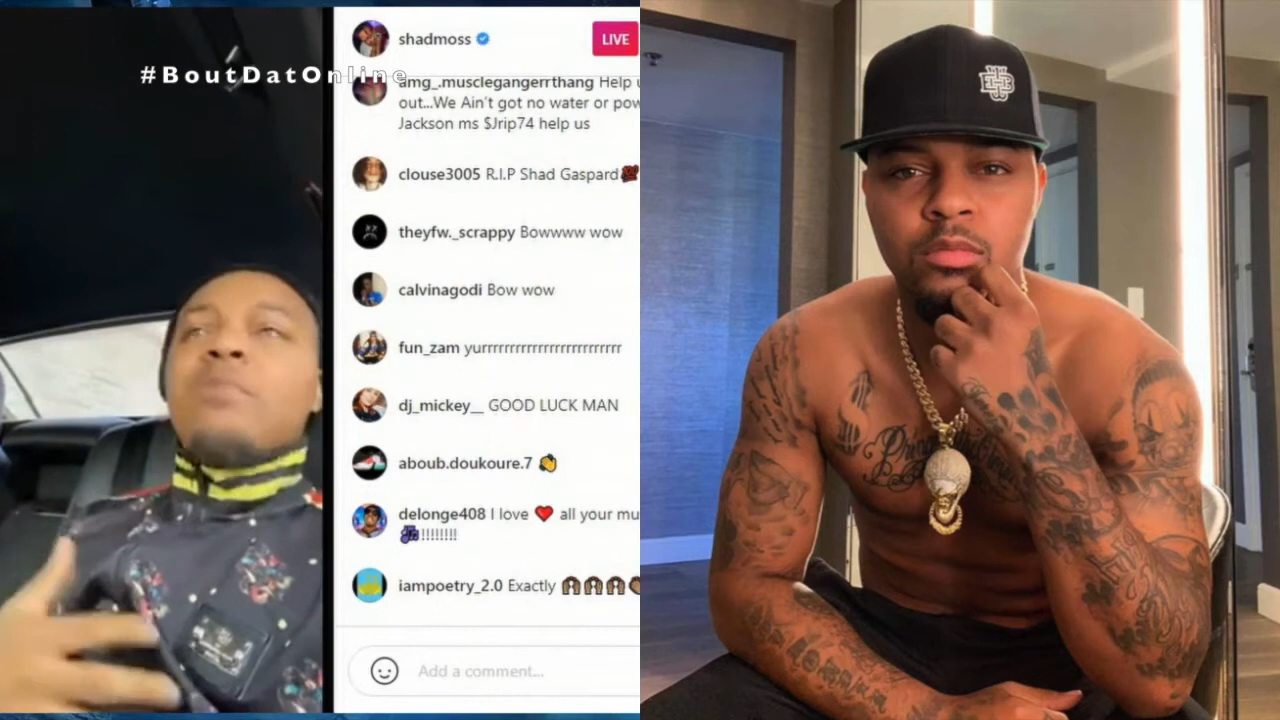 #BoutDatOnline
shadmoss
LIVE
amg_.musclegangerrthang Help u
out...We Ain't got no water or pow
Jackson ms $Jrip74 help us
clouse3005 R.I.P Shad Gaspard💯
theyfw._scrappy Bowwww wow
calvinagodi Bow wow
fun_zam yurrrrrrrrrrrrrrrrrrrrrrrrr
dj_mickey__ GOOD LUCK MAN
aboub.doukoure.7 👏
delonge408 I love ❤️ all your mu
🎶!!!!!!!!
iampoetry_2.0 Exactly
Add a comment...